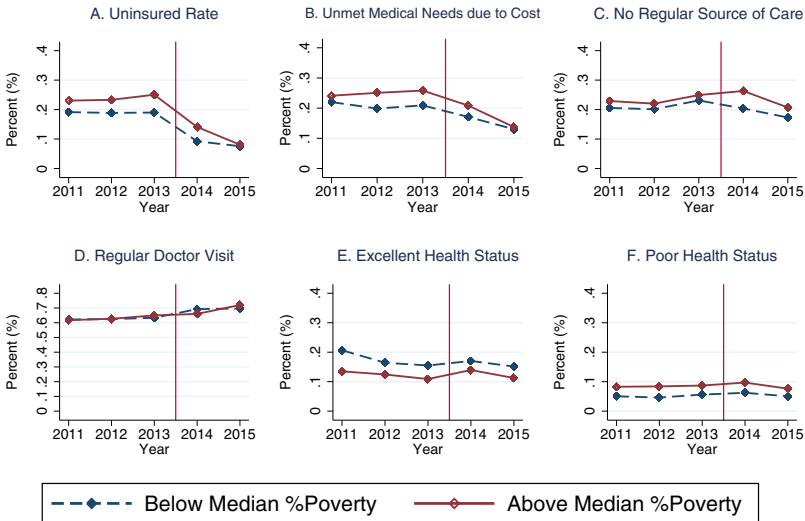 A. Uninsured Rate
Percent (%)
.4
.3
.2
.1
0
2011 2012 2013 2014 2015
Year
B. Unmet Medical Needs due to Cost
Percent (%)
.4
.3
.2
.1
0
2011 2012 2013 2014 2015
Year
C. No Regular Source of Care
Percent (%)
.4
.3
.2
.1
0
2011 2012 2013 2014 2015
Year
D. Regular Doctor Visit
Percent (%)
.8
.7
.6
.5
.4
.3
.2
.1
0
2011 2012 2013 2014 2015
Year
E. Excellent Health Status
Percent (%)
.4
.3
.2
.1
0
2011 2012 2013 2014 2015
Year
F. Poor Health Status
Percent (%)
.4
.3
.2
.1
0
2011 2012 2013 2014 2015
Year
Below Median %Poverty
Above Median %Poverty